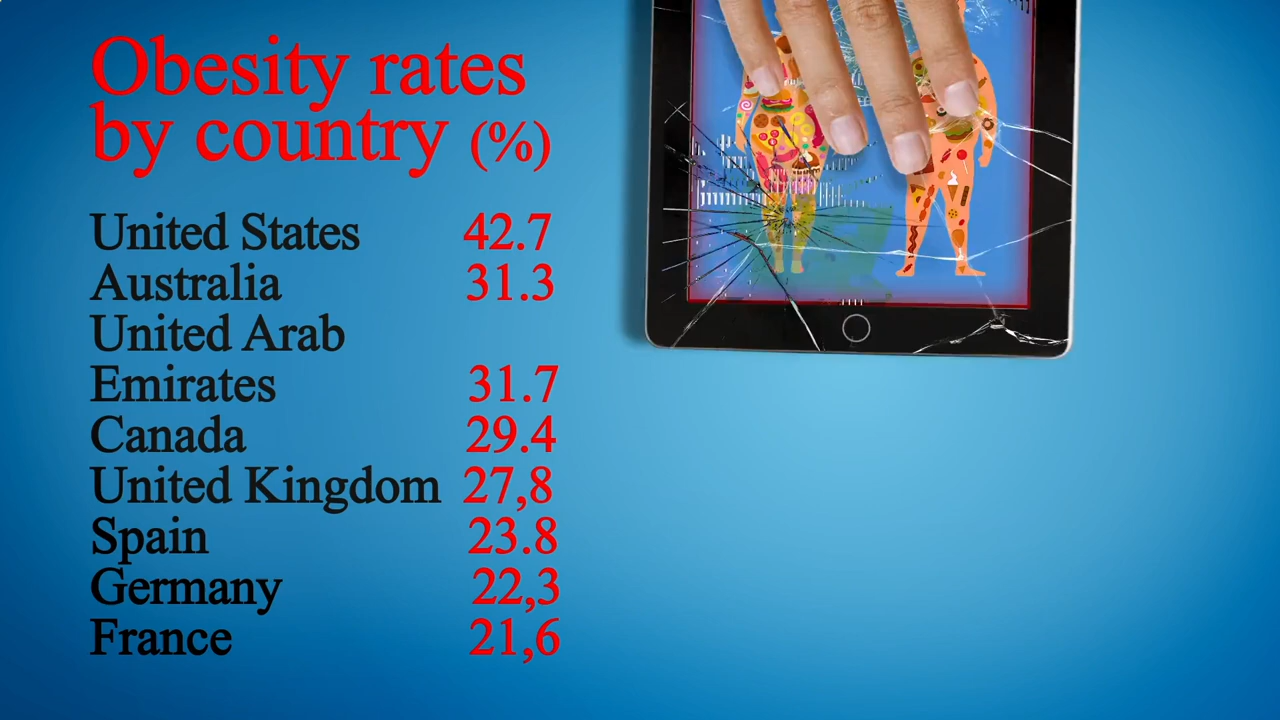 Obesity rates
by country (%)
United States 42.7
Australia 31.3
United Arab
Emirates 31.7
Canada 29.4
United Kingdom 27,8
Spain 23.8
Germany 22,3
France 21,6